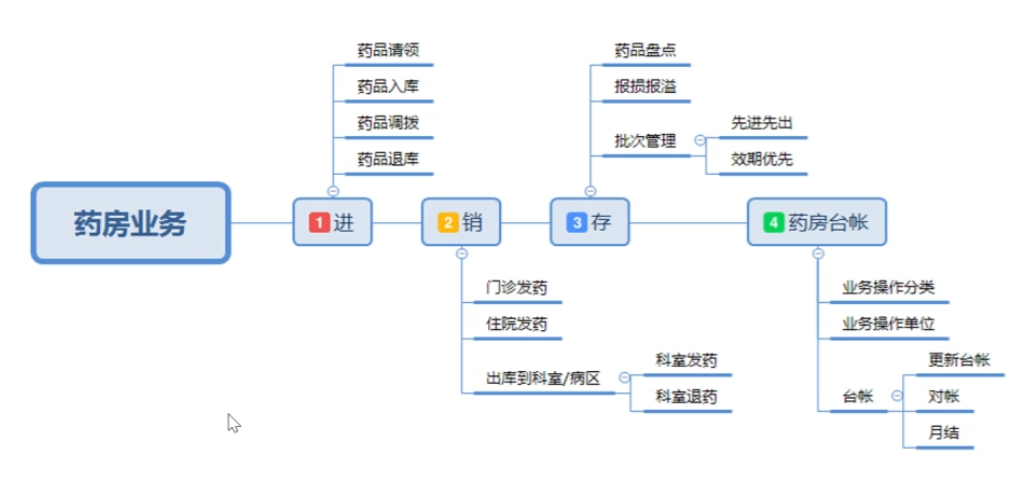 药房业务
1 进
药品请领
药品入库
药品调拨
药品退库
2 销
门诊发药
住院发药
出库到科室/病区
科室发药
科室退药
3 存
药品盘点
报损报溢
批次管理
先进先出
效期优先
4 药房台帐
业务操作分类
业务操作单位
台帐
更新台帐
对帐
月结